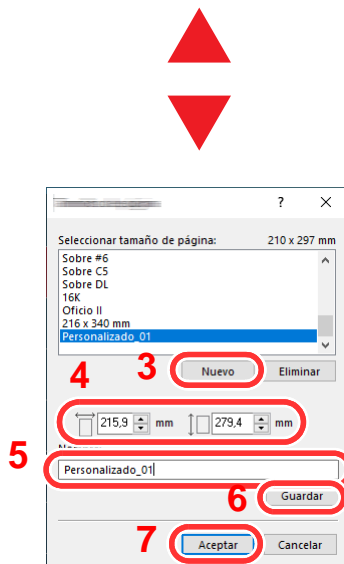 ? ×
Seleccionar tamaño de página: 210 x 297 mm
Sobre #6
Sobre C5
Sobre DL
16K
Oficio II
216 x 340 mm
Personalizado_01
4 3 Nuevo Eliminar
215,9 mm 279,4 mm
5
Personalizado_01
6 Guardar
7 Aceptar Cancelar